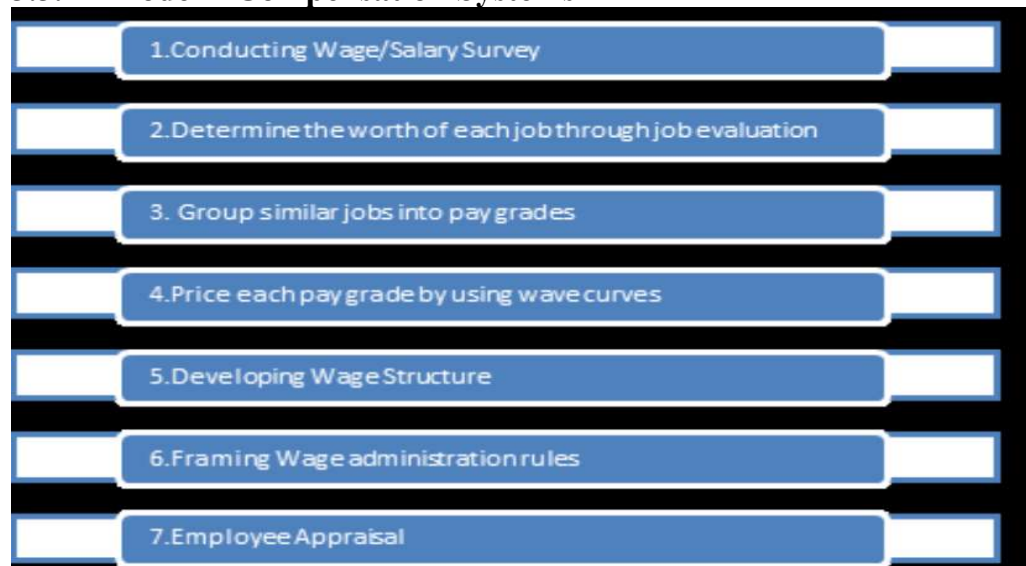 Compensation Systems
1.Conducting Wage/Salary Survey
2.Determine the worth of each job through job evaluation
3. Group similar jobs into pay grades
4.Price each pay grade by using wave curves
5.Developing Wage Structure
6.Framing Wage administration rules
7.Employee Appraisal